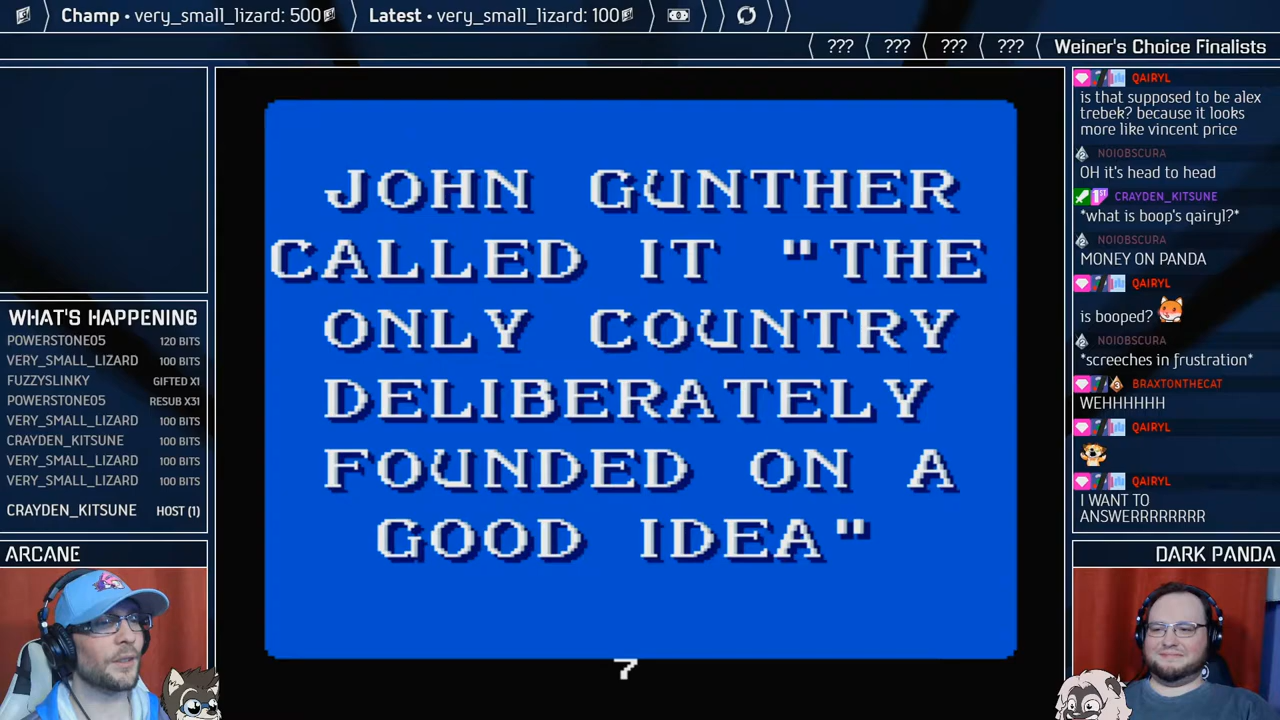 Champ • very_small_lizard: 500
Latest • very_small_lizard: 100
???
???
???
???
Weiner's Choice Finalists
JOHN GUNTHER
CALLED IT "THE
ONLY COUNTRY
DELIBERATELY
FOUNDED ON A
GOOD IDEA"
7
WHAT'S HAPPENING
POWERSTONE05 120 BITS
VERY_SMALL_LIZARD 100 BITS
FUZZYSLINKY GIFTED X1
POWERSTONE05 RESUB X31
VERY_SMALL_LIZARD 100 BITS
CRAYDEN_KITSUNE 100 BITS
VERY_SMALL_LIZARD 100 BITS
VERY_SMALL_LIZARD 100 BITS
CRAYDEN_KITSUNE HOST (1)
ARCANE
QAIRYL
is that supposed to be alex
trebek? because it looks
more like vincent price
NOIOBSCURA
OH it's head to head
CRAYDEN_KITSUNE
*what is boop's qairyl?*
NOIOBSCURA
MONEY ON PANDA
QAIRYL
is booped?
NOIOBSCURA
*screeches in frustration*
BRAXTONTHECAT
WEHHHHHH
QAIRYL
QAIRYL
I WANT TO
ANSWERRRRRRRR
DARK PANDA